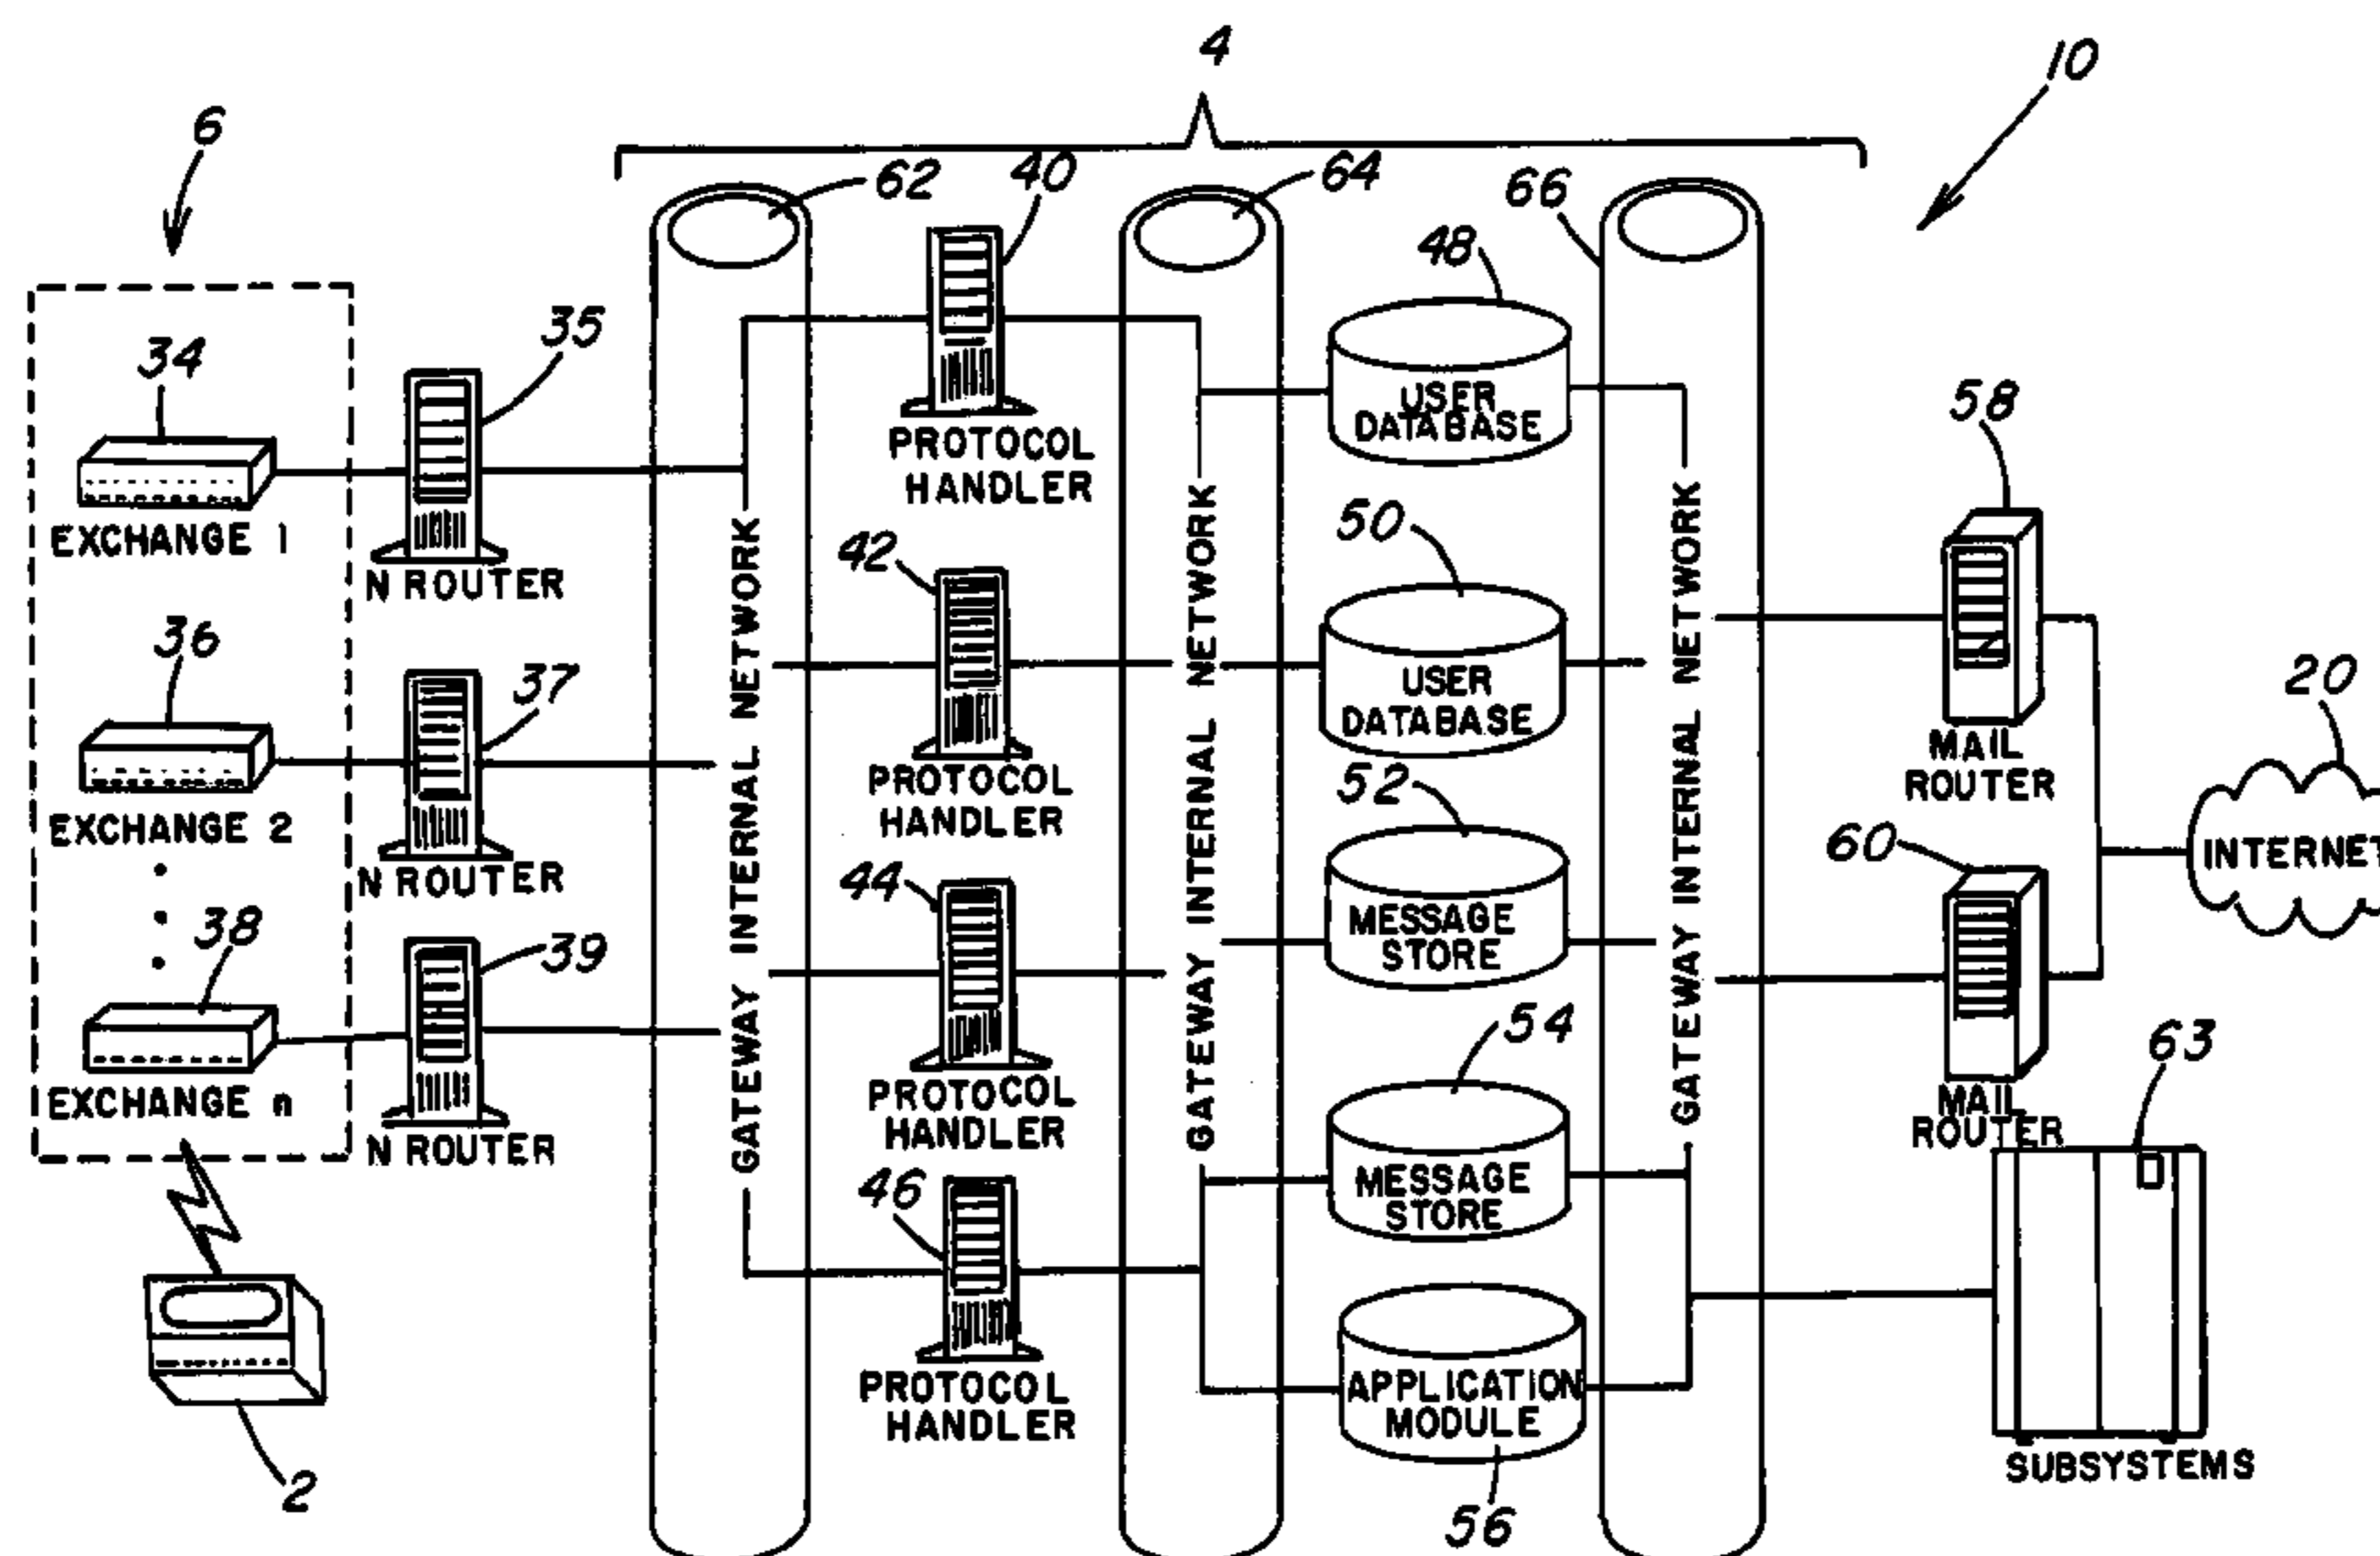 4
10
6
62
40
64
66
48
34
35
USER
DATABASE
58
PROTOCOL
HANDLER
EXCHANGE 1
N ROUTER
GATEWAY INTERNAL NETWORK
GATEWAY INTERNAL NETWORK
GATEWAY INTERNAL NETWORK
42
50
36
37
USER
DATABASE
20
MAIL
ROUTER
PROTOCOL
HANDLER
52
EXCHANGE 2
N ROUTER
44
60
INTERNET
38
39
MESSAGE
STORE
54
63
EXCHANGE n
N ROUTER
PROTOCOL
HANDLER
MAIL
ROUTER
46
MESSAGE
STORE
2
PROTOCOL
HANDLER
APPLICATION
MODULE
SUBSYSTEMS
56